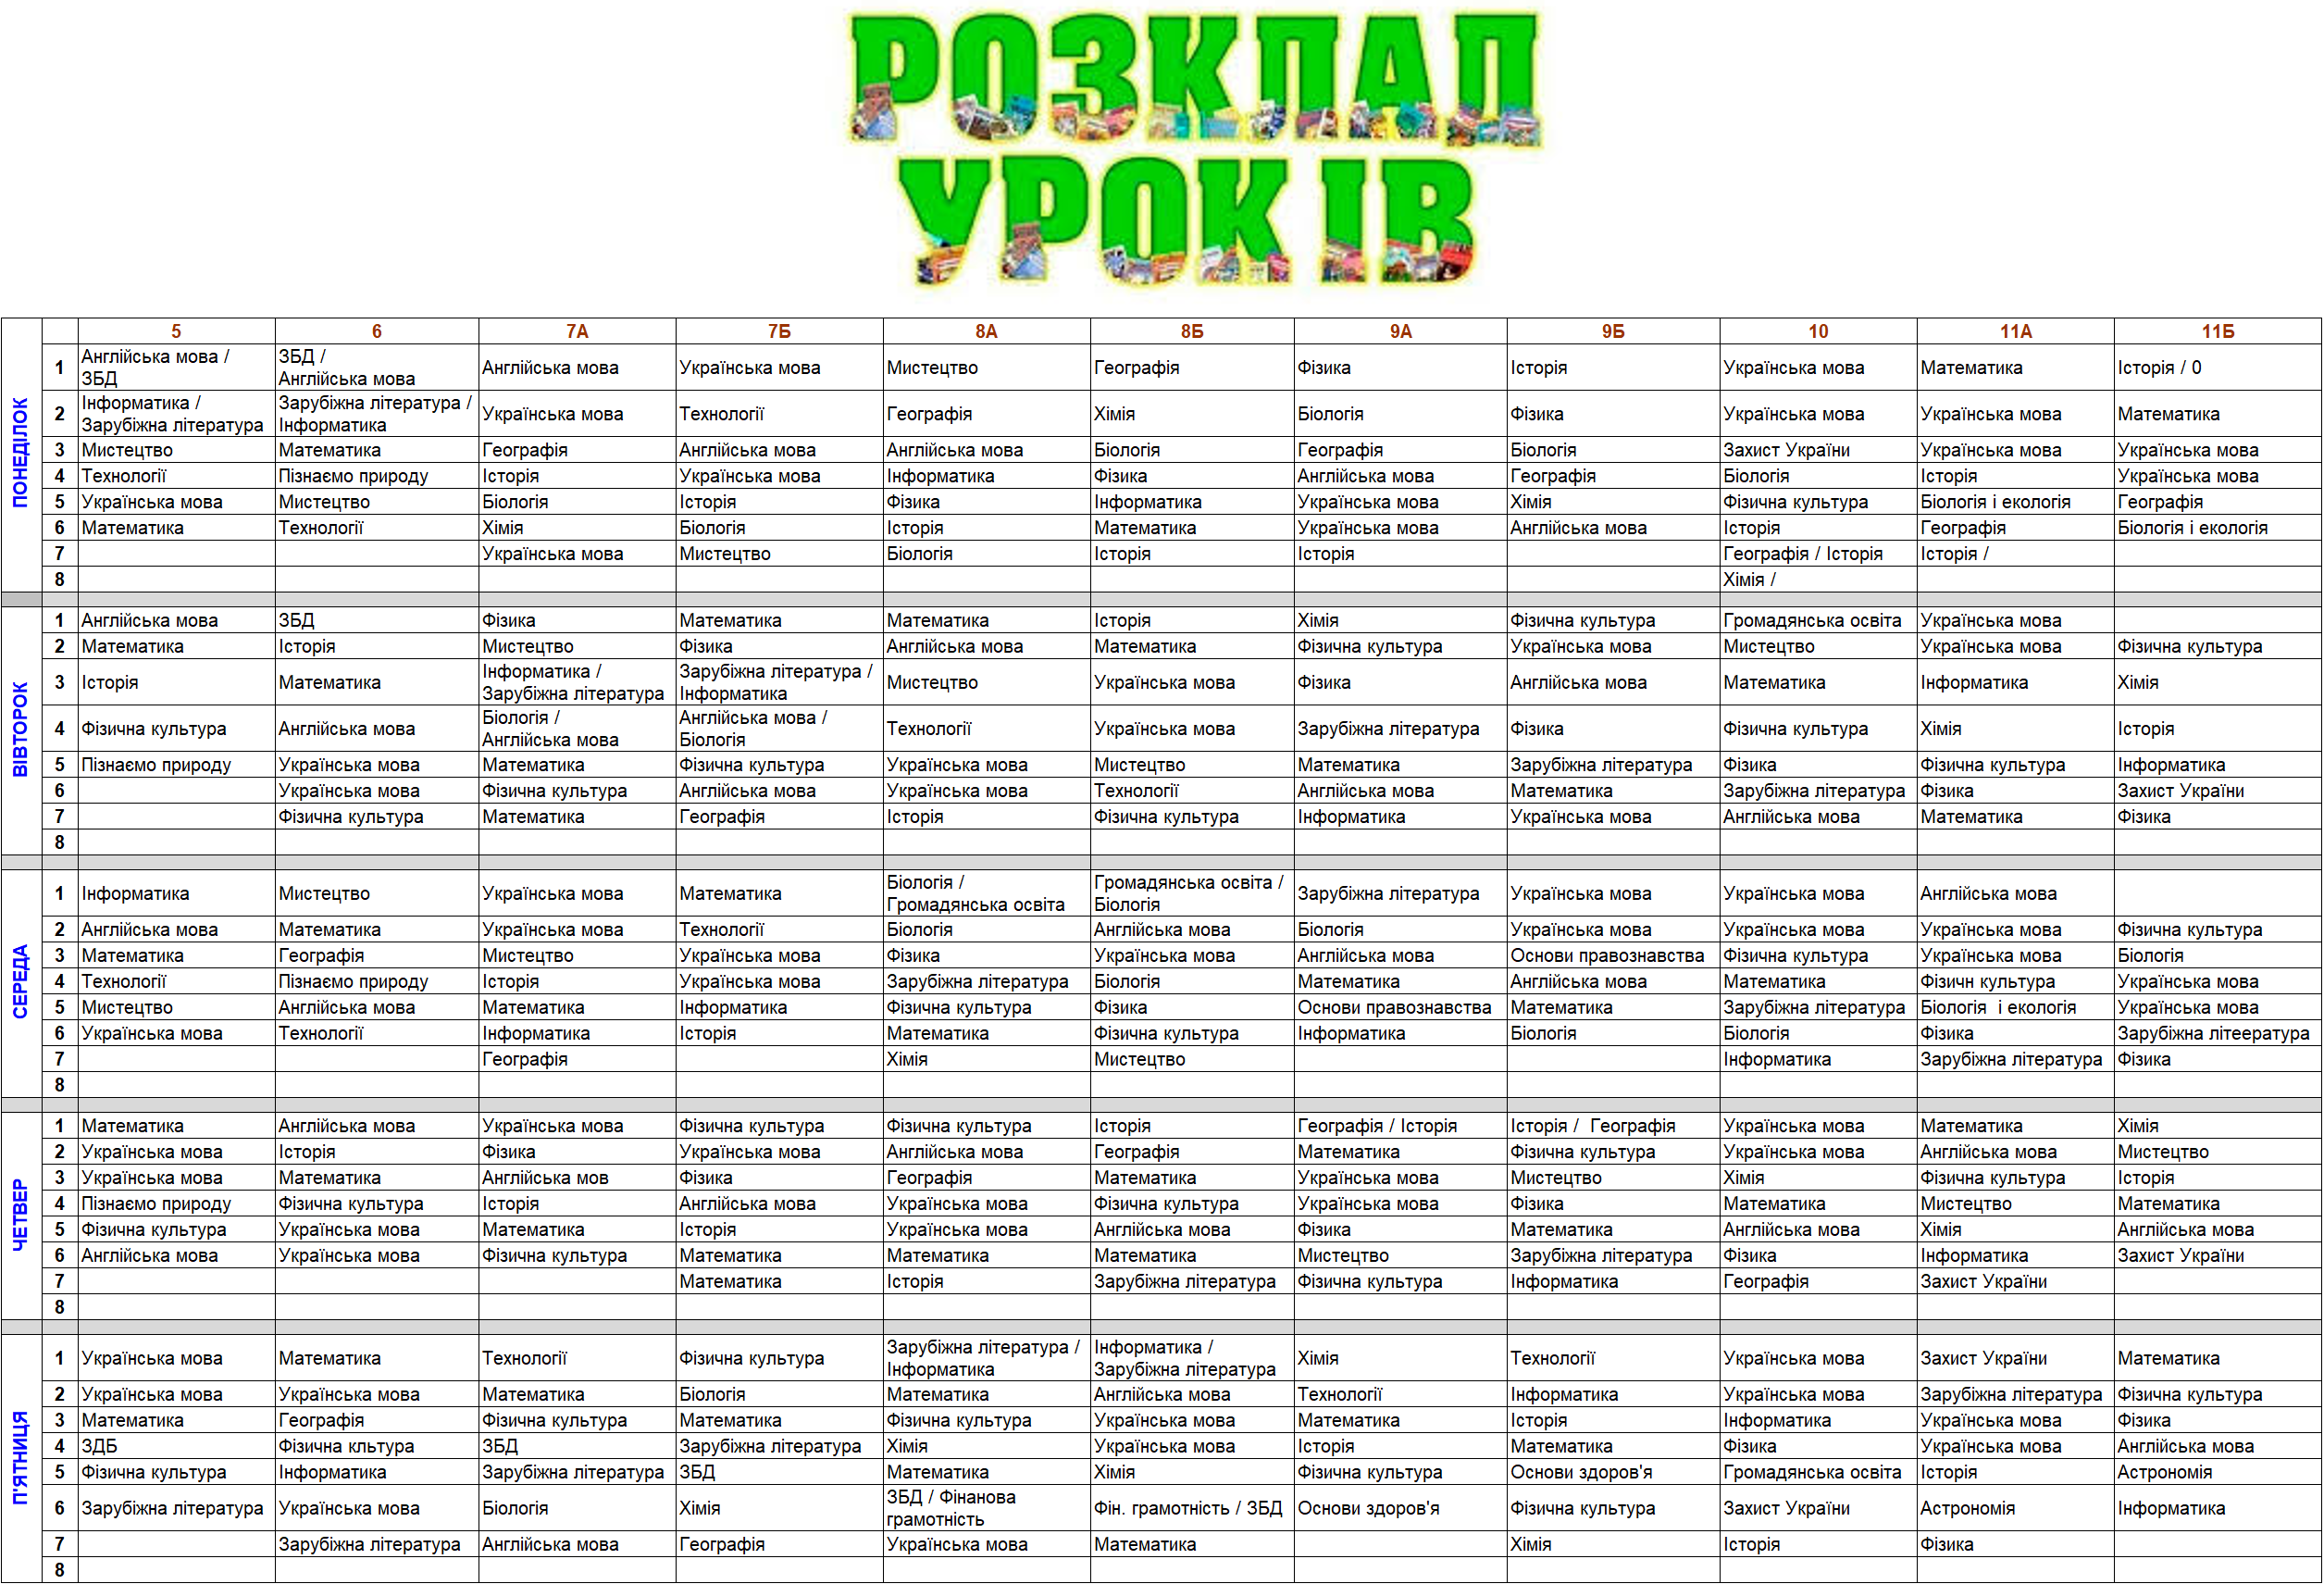 РОЗКЛАД
УРОКІВ
5 6 7А 7Б 8А 8Б 9А 9Б 10 11А 11Б
ПОНЕДІЛОК
1 Англійська мова / ЗБД ЗБД / Англійська мова Англійська мова Українська мова Мистецтво Географія Фізика Історія Українська мова Математика Історія / 0
2 Інформатика / Зарубіжна література Зарубіжна література / Інформатика Українська мова Технології Географія Хімія Біологія Фізика Українська мова Українська мова Математика
3 Мистецтво Математика Географія Англійська мова Англійська мова Біологія Географія Біологія Захист України Українська мова Українська мова
4 Технології Пізнаємо природу Історія Українська мова Інформатика Фізика Англійська мова Географія Біологія Історія Українська мова
5 Українська мова Мистецтво Біологія Історія Фізика Інформатика Українська мова Хімія Фізична культура Біологія і екологія Географія
6 Математика Технології Хімія Біологія Історія Математика Українська мова Англійська мова Історія Географія Біологія і екологія
7 Українська мова Мистецтво Біологія Історія Історія Географія / Історія Історія /
8 Хімія /
ВІВТОРОК
1 Англійська мова ЗБД Фізика Математика Математика Історія Хімія Фізична культура Громадянська освіта Українська мова
2 Математика Історія Мистецтво Фізика Англійська мова Математика Фізична культура Українська мова Мистецтво Українська мова Фізична культура
3 Історія Математика Інформатика / Зарубіжна література Зарубіжна література / Інформатика Мистецтво Українська мова Фізика Англійська мова Математика Інформатика Хімія
4 Фізична культура Англійська мова Біологія / Англійська мова Англійська мова / Біологія Технології Українська мова Зарубіжна література Фізика Фізична культура Хімія Історія
5 Пізнаємо природу Українська мова Математика Фізична культура Українська мова Мистецтво Математика Зарубіжна література Фізика Фізична культура Інформатика
6 Українська мова Фізична культура Англійська мова Українська мова Технології Англійська мова Математика Зарубіжна література Фізика Захист України
7 Фізична культура Математика Географія Історія Фізична культура Інформатика Українська мова Англійська мова Математика Фізика
8
СЕРЕДА
1 Інформатика Мистецтво Українська мова Математика Біологія / Громадянська освіта Громадянська освіта / Біологія Зарубіжна література Українська мова Українська мова Англійська мова
2 Англійська мова Математика Українська мова Технології Біологія Англійська мова Біологія Українська мова Українська мова Українська мова Фізична культура
3 Математика Географія Мистецтво Українська мова Фізика Українська мова Англійська мова Основи правознавства Фізична культура Українська мова Біологія
4 Технології Пізнаємо природу Історія Українська мова Зарубіжна література Біологія Математика Англійська мова Математика Фізичн культура Українська мова
5 Мистецтво Англійська мова Математика Інформатика Фізична культура Фізика Основи правознавства Математика Зарубіжна література Біологія і екологія Українська мова
6 Українська мова Технології Інформатика Історія Математика Фізична культура Інформатика Біологія Біологія Фізика Зарубіжна літеература
7 Географія Хімія Мистецтво Інформатика Зарубіжна література Фізика
8
ЧЕТВЕР
1 Математика Англійська мова Українська мова Фізична культура Фізична культура Історія Географія / Історія Історія / Географія Українська мова Математика Хімія
2 Українська мова Історія Фізика Українська мова Англійська мова Географія Математика Фізична культура Українська мова Англійська мова Мистецтво
3 Українська мова Математика Англійська мов Фізика Географія Математика Українська мова Мистецтво Хімія Фізична культура Історія
4 Пізнаємо природу Фізична культура Історія Англійська мова Українська мова Фізична культура Українська мова Фізика Математика Мистецтво Математика
5 Фізична культура Українська мова Математика Історія Українська мова Англійська мова Фізика Математика Англійська мова Хімія Англійська мова
6 Англійська мова Українська мова Фізична культура Математика Математика Математика Мистецтво Зарубіжна література Фізика Інформатика Захист України
7 Математика Історія Зарубіжна література Фізична культура Інформатика Географія Захист України
8
П'ЯТНИЦЯ
1 Українська мова Математика Технології Фізична культура Зарубіжна література / Інформатика Інформатика / Зарубіжна література Хімія Технології Українська мова Захист України Математика
2 Українська мова Українська мова Математика Біологія Математика Англійська мова Технології Інформатика Українська мова Зарубіжна література Фізична культура
3 Математика Географія Фізична культура Математика Фізична культура Українська мова Математика Історія Інформатика Українська мова Фізика
4 ЗДБ Фізична кльтура ЗБД Зарубіжна література Хімія Українська мова Історія Математика Фізика Українська мова Англійська мова
5 Фізична культура Інформатика Зарубіжна література ЗБД Математика Хімія Фізична культура Основи здоров'я Громадянська освіта Історія Астрономія
6 Зарубіжна література Українська мова Біологія Хімія ЗБД / Фінанова грамотність Фін. грамотність / ЗБД Основи здоров'я Фізична культура Захист України Астрономія Інформатика
7 Зарубіжна література Англійська мова Географія Українська мова Математика Хімія Історія Фізика
8